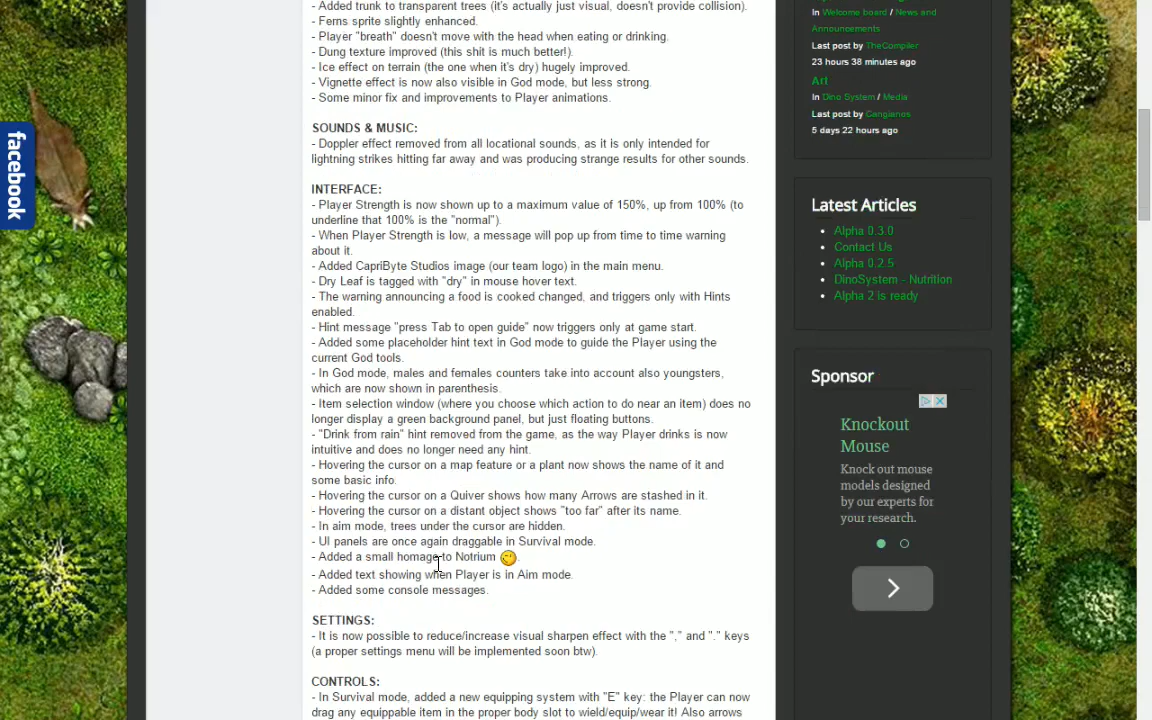 - Added trunk to transparent trees (it's actually just visual, doesn't provide collision).
- Ferns sprite slightly enhanced.
- Player "breath" doesn't move with the head when eating or drinking.
- Dung texture improved (this shit is much better!).
- Ice effect on terrain (the one when it's dry) hugely improved.
- Vignette effect is now also visible in God mode, but less strong.
- Some minor fix and improvements to Player animations.
SOUNDS & MUSIC:
- Doppler effect removed from all locational sounds, as it is only intended for
lightning strikes hitting far away and was producing strange results for other sounds.
INTERFACE:
- Player Strength is now shown up to a maximum value of 150%, up from 100% (to
underline that 100% is the "normal").
- When Player Strength is low, a message will pop up from time to time warning
about it.
- Added CapriByte Studios image (our team logo) in the main menu.
- Dry Leaf is tagged with "dry" in mouse hover text.
- The warning announcing a food is cooked changed, and triggers only with Hints
enabled.
- Hint message "press Tab to open guide" now triggers only at game start.
- Added some placeholder hint text in God mode to guide the Player using the
current God tools.
- In God mode, males and females counters take into account also youngsters,
which are now shown in parenthesis.
- Item selection window (where you choose which action to do near an item) does no
longer display a green background panel, but just floating buttons.
- "Drink from rain" hint removed from the game, as the way Player drinks is now
intuitive and does no longer need any hint.
- Hovering the cursor on a map feature or a plant now shows the name of it and
some basic info.
- Hovering the cursor on a Quiver shows how many Arrows are stashed in it.
- Hovering the cursor on a distant object shows "too far" after its name.
- In aim mode, trees under the cursor are hidden.
- UI panels are once again draggable in Survival mode.
- Added a small homage to Notrium .
- Added text showing when Player is in Aim mode.
- Added some console messages.
SETTINGS:
- It is now possible to reduce/increase visual sharpen effect with the "," and "." keys
(a proper settings menu will be implemented soon btw).
CONTROLS:
- In Survival mode, added a new equipping system with "E" key: the Player can now
drag any equippable item in the proper body slot to wield/equip/wear it! Also arrows
facebook
In Welcome board / News and
Announcements
Last post by TheCompiler
23 hours 38 minutes ago
Art
In Dino System / Media
Last post by Cangianos
5 days 22 hours ago
Latest Articles
Alpha 0.3.0
Contact Us
Alpha 0.2.5
DinoSystem - Nutrition
Alpha 2 is ready
Sponsor
Knockout
Mouse
Knock out mouse
models designed
by our experts for
your research.